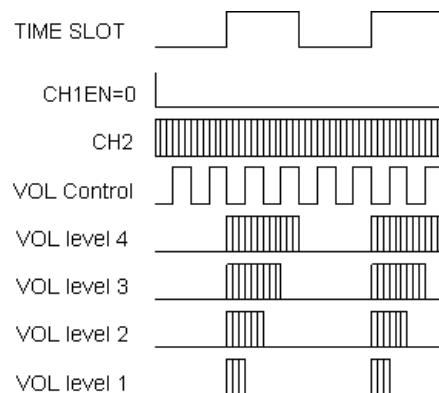 TIME SLOT
CH1EN=0
CH2
VOL Control
VOL level 4
VOL level 3
VOL level 2
VOL level 1